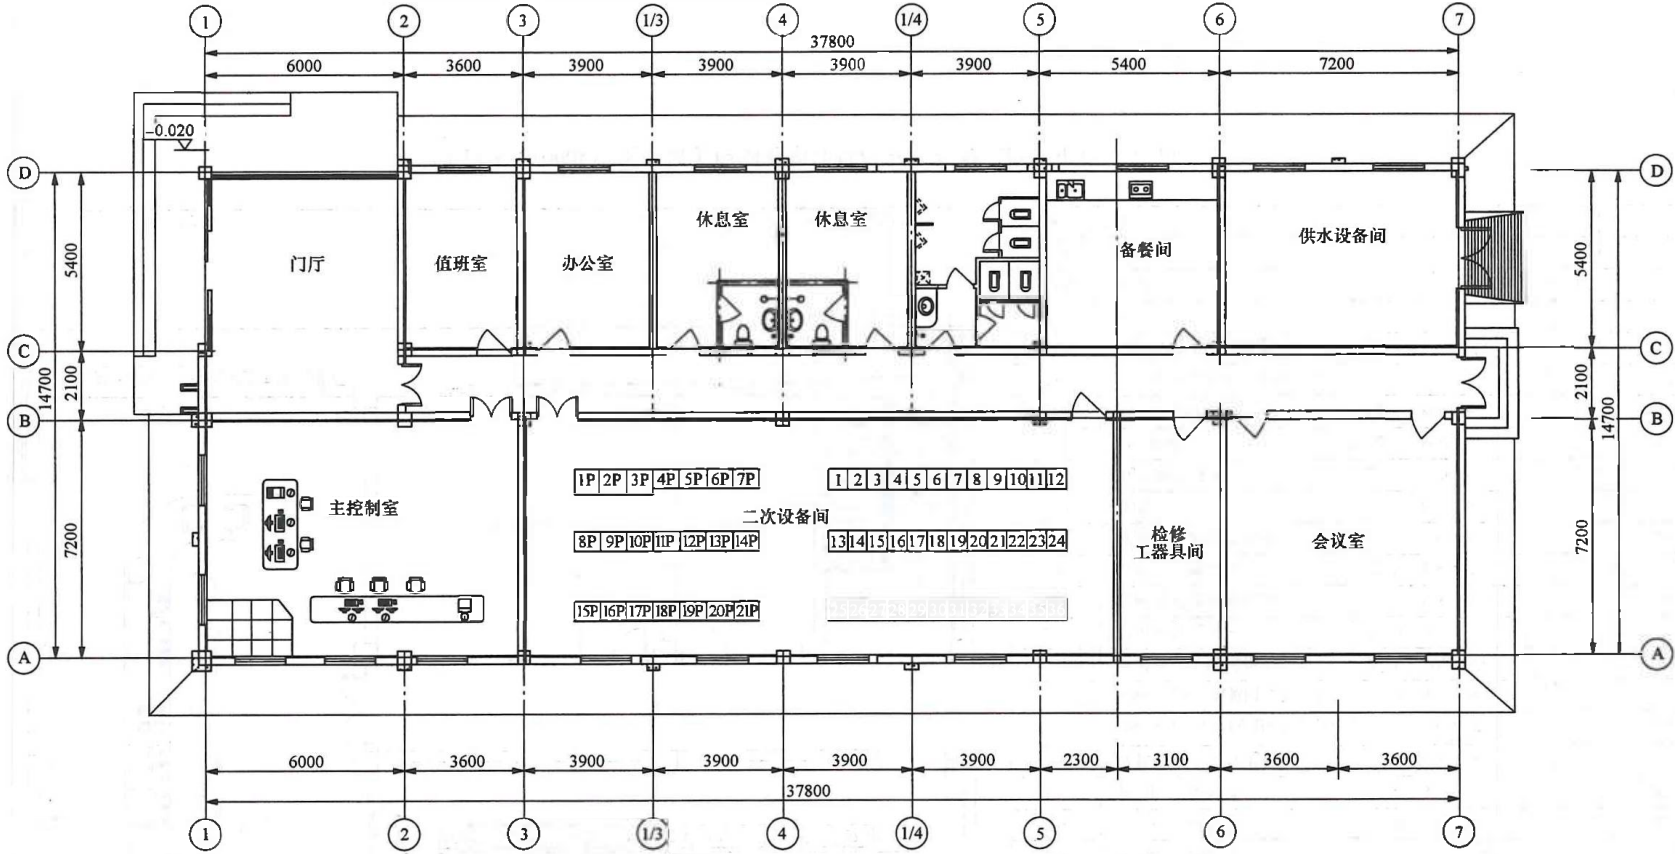 1 2 3 1/3 4 1/4 5 6 7
37800
6000 3600 3900 3900 3900 3900 5400 7200
-0.020
D D
休息室 休息室
门厅 值班室 办公室 备餐间 供水设备间
5400 5400
C C
14700 2100 2100 14700
B B
1P 2P 3P 4P 5P 6P 7P 1 2 3 4 5 6 7 8 9 10 11 12
主控制室 二次设备间
8P 9P 10P 11P 12P 13P 14P 13 14 15 16 17 18 19 20 21 22 23 24
检修
工器具间
会议室
7200 7200
15P 16P 17P 18P 19P 20P 21P
A A
6000 3600 3900 3900 3900 3900 2300 3100 3600 3600
37800
1 2 3 1/3 4 1/4 5 6 7